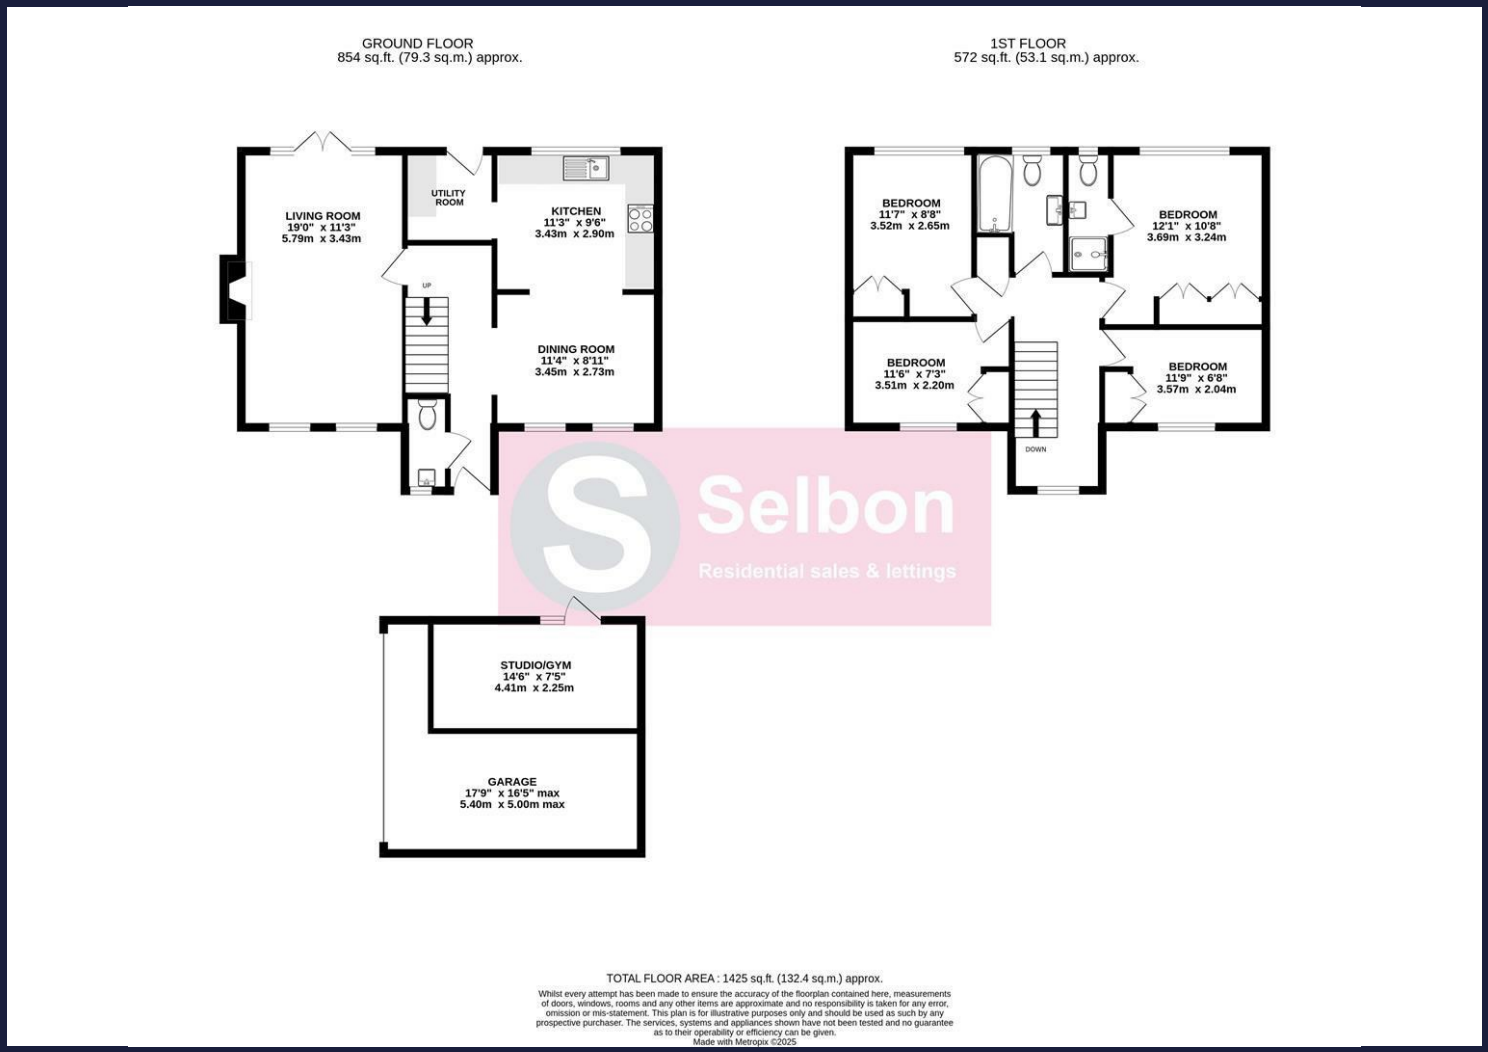 GROUND FLOOR
854 sq.ft. (79.3 sq.m.) approx.
1ST FLOOR
572 sq.ft. (53.1 sq.m.) approx.
LIVING ROOM
19'0" x 11'3"
5.79m x 3.43m
UTILITY
ROOM
KITCHEN
11'3" x 9'6"
3.43m x 2.90m
UP
DINING ROOM
11'4" x 8'11"
3.45m x 2.73m
BEDROOM
11'7" x 8'8"
3.52m x 2.65m
BEDROOM
12'1" x 10'8"
3.69m x 3.24m
BEDROOM
11'6" x 7'3"
3.51m x 2.20m
BEDROOM
11'9" x 6'8"
3.57m x 2.04m
DOWN
S
Selbon
Residential sales & lettings
STUDIO/GYM
14'6" x 7'5"
4.41m x 2.25m
GARAGE
17'9" x 16'5" max
5.40m x 5.00m max
TOTAL FLOOR AREA : 1425 sq.ft. (132.4 sq.m.) approx.
Whilst every attempt has been made to ensure the accuracy of the floorplan contained here, measurements
of doors, windows, rooms and any other items are approximate and no responsibility is taken for any error,
omission or mis-statement. This plan is for illustrative purposes only and should be used as such by any
prospective purchaser. The services, systems and appliances shown have not been tested and no guarantee
as to their operability or efficiency can be given.
Made with Metropix ©2025